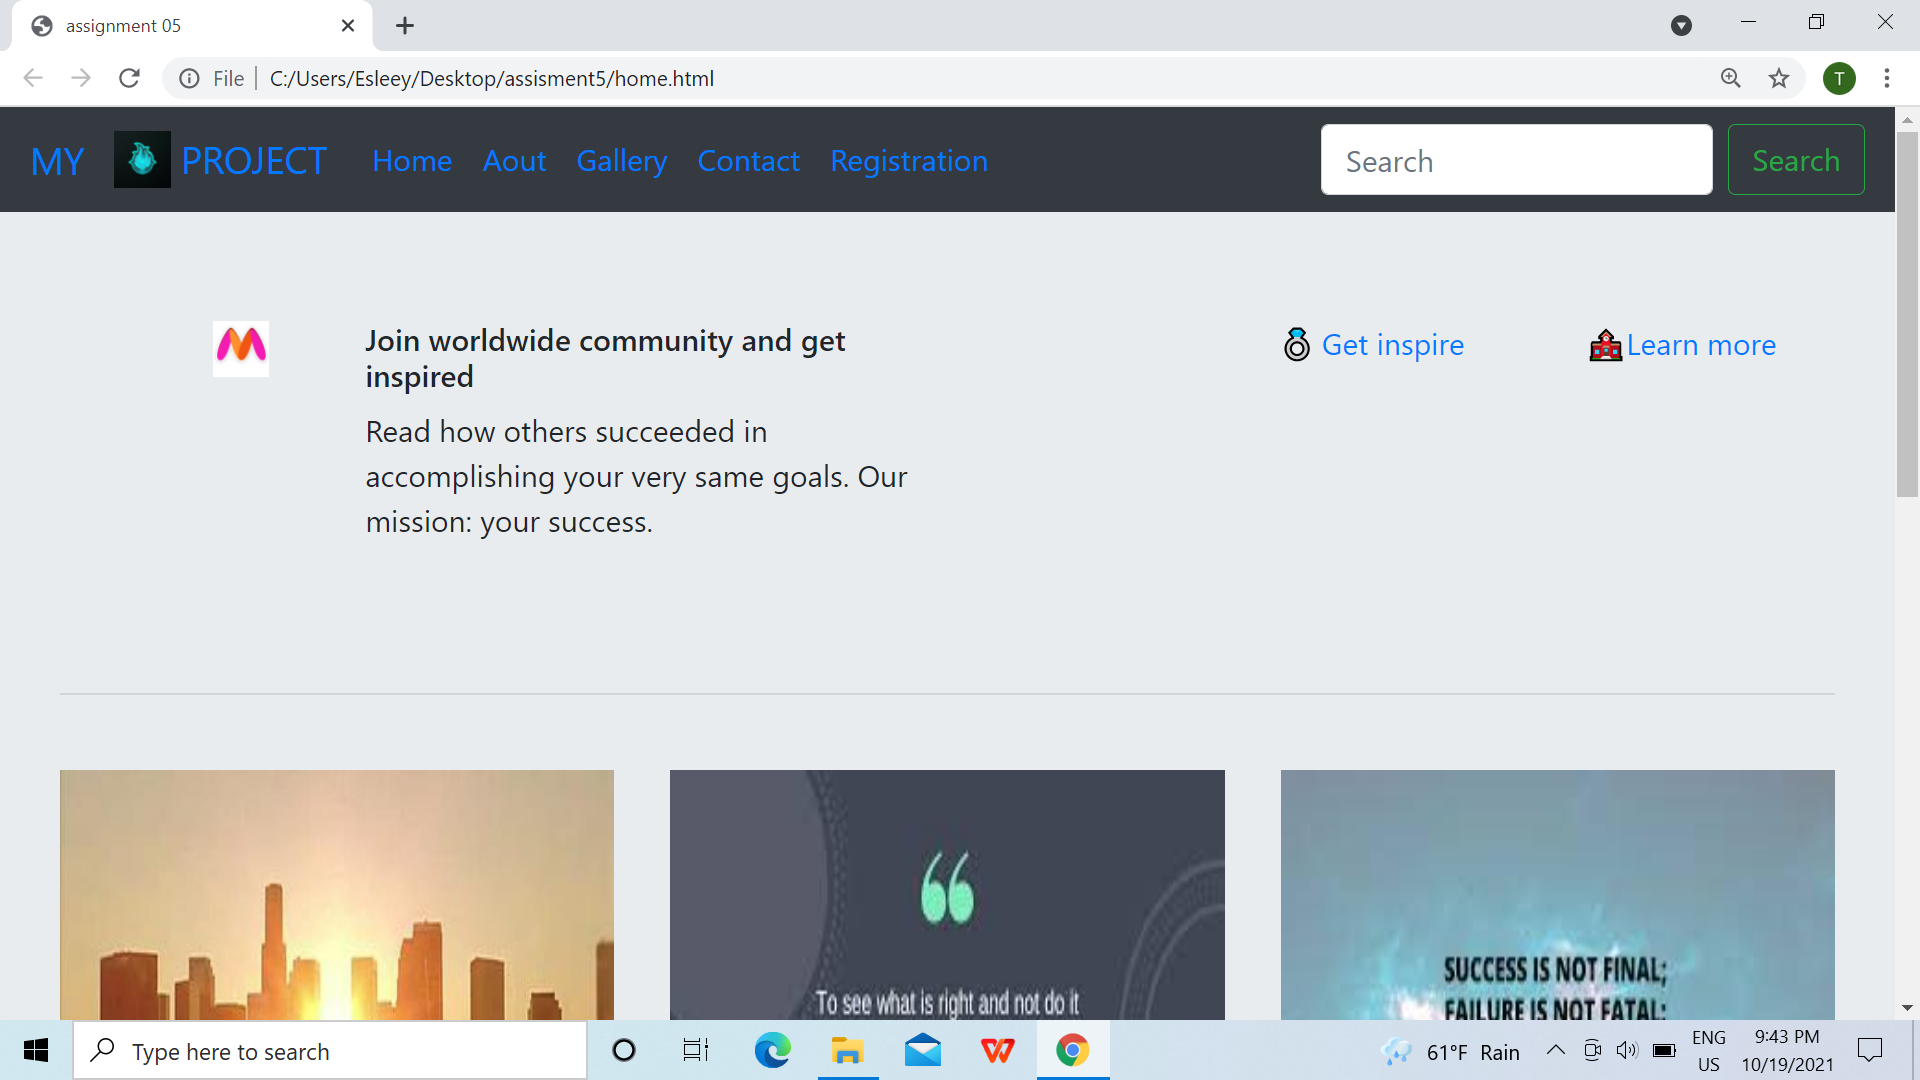 assignment 05
File
C:/Users/Esleey/Desktop/assisment5/home.html
T
MY PROJECT Home Aout Gallery Contact Registration Search Search
Join worldwide community and get
inspired
Get inspire
Learn more
Read how others succeeded in
accomplishing your very same goals. Our
mission: your success.
To see what is right and not do it
SUCCESS IS NOT FINAL;
FAILURE IS NOT FATAL:
Type here to search
61°F Rain
ENG
US
9:43 PM
10/19/2021